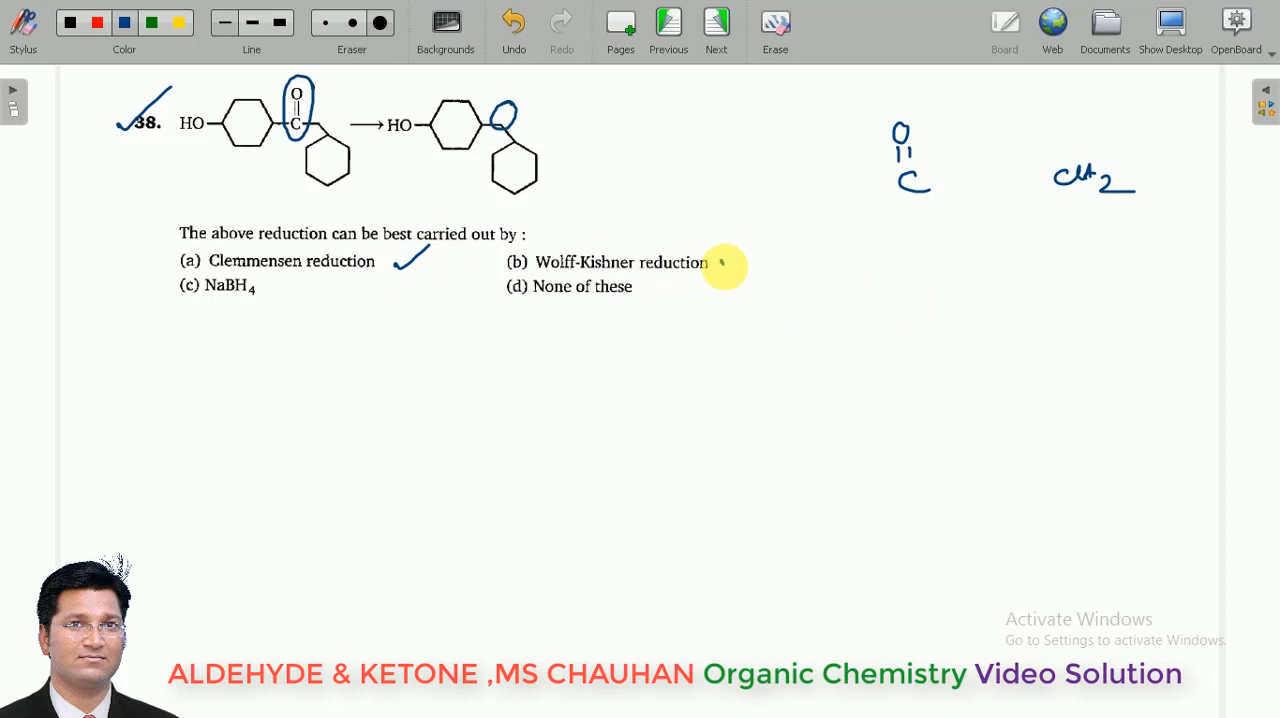 Stylus Color Line Eraser Backgrounds Undo Redo Pages Previous Next Erase Board Web Documents Show Desktop OpenBoard
38. HO O C HO
O
C CH2
The above reduction can be best carried out by :
(a) Clemmensen reduction (b) Wolff-Kishner reduction
(c) NaBH4 (d) None of these
Activate Windows
Go to Settings to activate Windows.
ALDEHYDE & KETONE ,MS CHAUHAN Organic Chemistry Video Solution